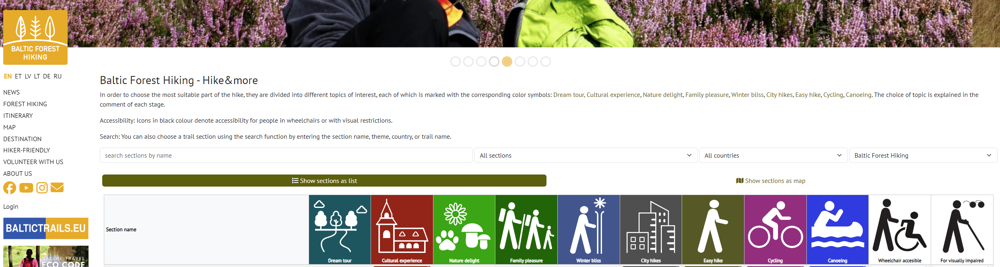 BALTIC FOREST
HIKING
EN ET LV LT DE RU
NEWS
FOREST HIKING
ITINERARY
MAP
DESTINATION
HIKER-FRIENDLY
VOLUNTEER WITH US
ABOUT US
Login
BALTICTRAILS.EU
NATURE TRAVEL
ECO CODE
Baltic Forest Hiking - Hike&more
In order to choose the most suitable part of the hike, they are divided into different topics of interest, each of which is marked with the corresponding color symbols: Dream tour, Cultural experience, Nature delight, Family pleasure, Winter bliss, City hikes, Easy hike, Cycling, Canoeing. The choice of topic is explained in the
comment of each stage.
Accessibility: Icons in black colour denote accessibility for people in wheelchairs or with visual restrictions.
Search: You can also choose a trail section using the search function by entering the section name, theme, country, or trail name.
search sections by name All sections All countries Baltic Forest Hiking
Show sections as list Show sections as map
Section name
Dream tour Cultural experience Nature delight Family pleasure Winter bliss City hikes Easy hike Cycling Canoeing Wheelchair accesible For visually impaired